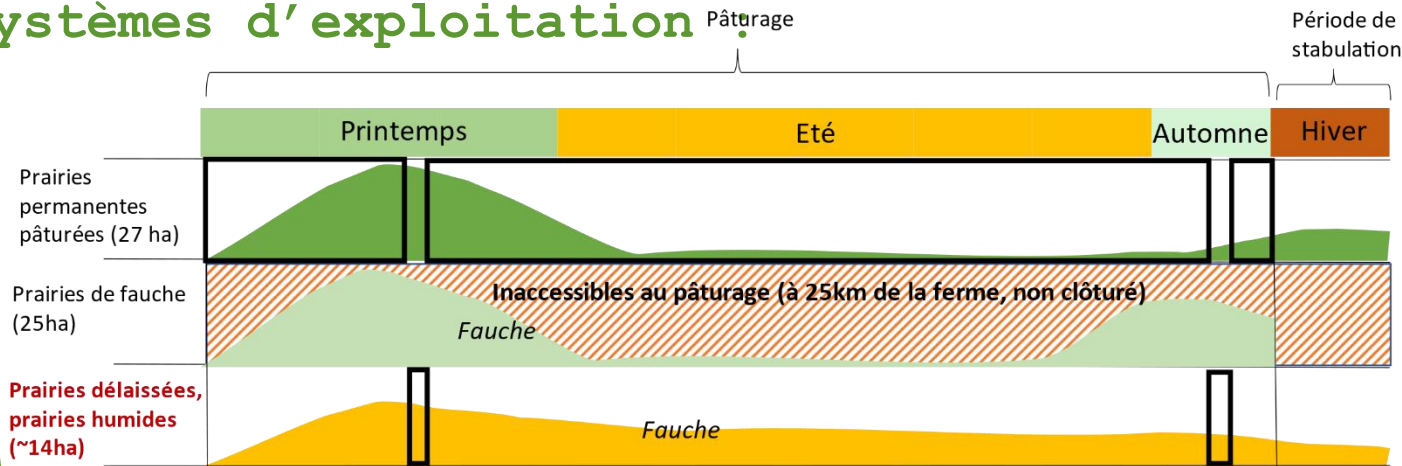 ystèmes d’exploitation :
Pâturage
Période de
stabulation
Printemps
Eté
Automne
Hiver
Prairies
permanentes
pâturées (27 ha)
Prairies de fauche
(25ha)
Inaccessibles au pâturage (à 25km de la ferme, non clôturé)
Fauche
Prairies délaissées,
prairies humides
(~14ha)
Fauche